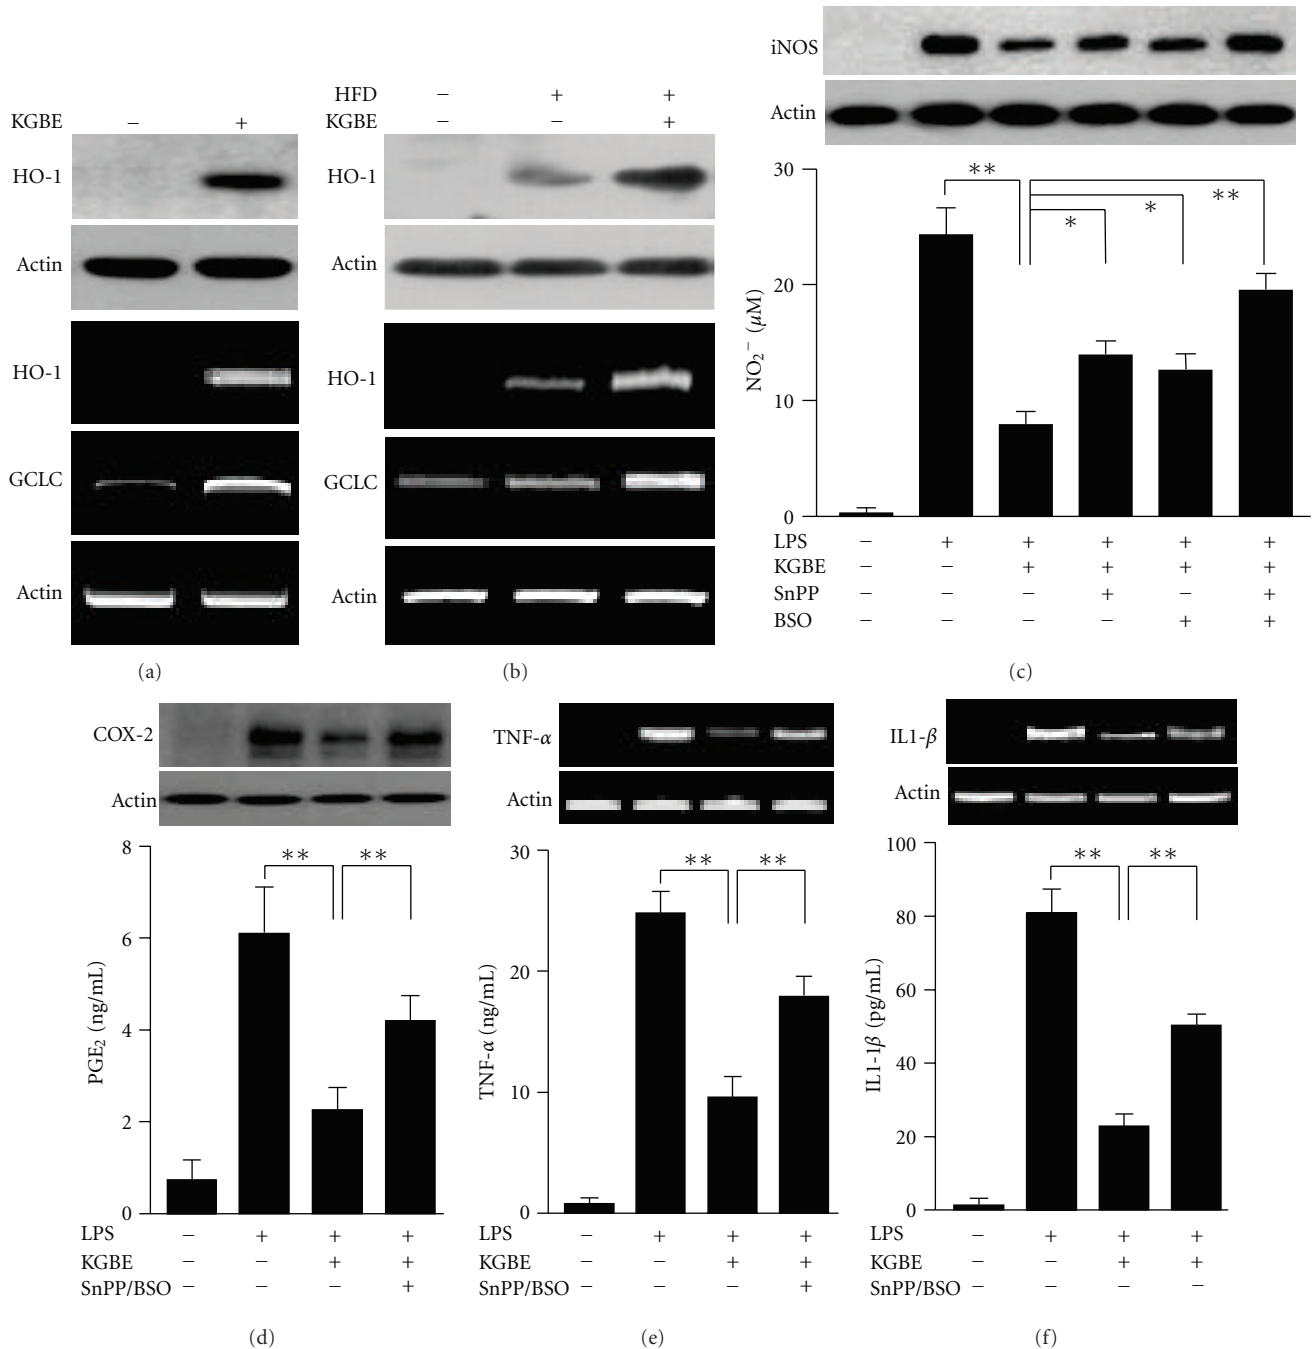 KGBE − +
HO-1
Actin
HO-1
GCLC
Actin
(a)
HFD − + +
KGBE − − +
HO-1
Actin
HO-1
GCLC
Actin
(b)
iNOS
Actin
30
20
10
0
NO₂⁻ (μM)
** * * **
LPS − + + + + +
KGBE − − + + + +
SnPP − − − + − +
BSO − − − − + +
(c)
COX-2
Actin
8
6
4
2
0
PGE₂ (ng/mL)
** **
LPS − + + +
KGBE − − + +
SnPP/BSO − − − +
(d)
TNF-α
Actin
30
20
10
0
TNF-α (ng/mL)
** **
LPS − + + +
KGBE − − + +
SnPP/BSO − − − +
(e)
IL1-β
Actin
100
80
60
40
20
0
IL1-1β (pg/mL)
** **
LPS − + + +
KGBE − − + +
SnPP/BSO − − − −
(f)